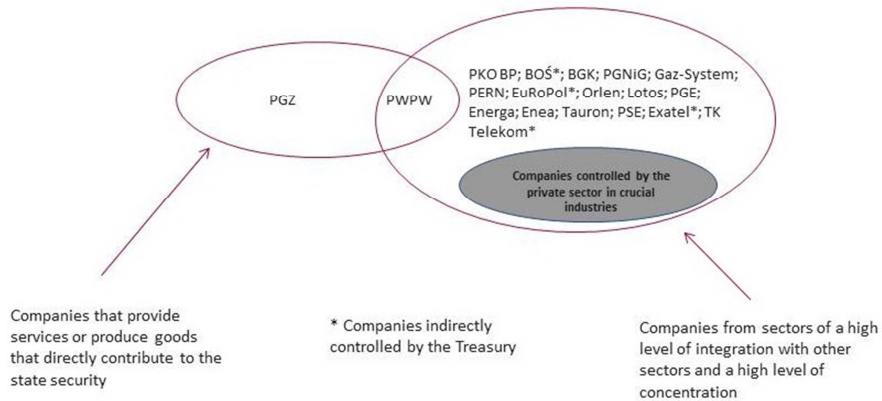 PGZ
PWPW
PKO BP; BOŚ*; BGK; PGNiG; Gaz-System;
PERN; EuRoPol*; Orlen; Lotos; PGE;
Energa; Enea; Tauron; PSE; Exatel*; TK
Telekom*
Companies controlled by the
private sector in crucial
industries
Companies that provide
services or produce goods
that directly contribute to the
state security
* Companies indirectly
controlled by the Treasury
Companies from sectors of a high
level of integration with other
sectors and a high level of
concentration